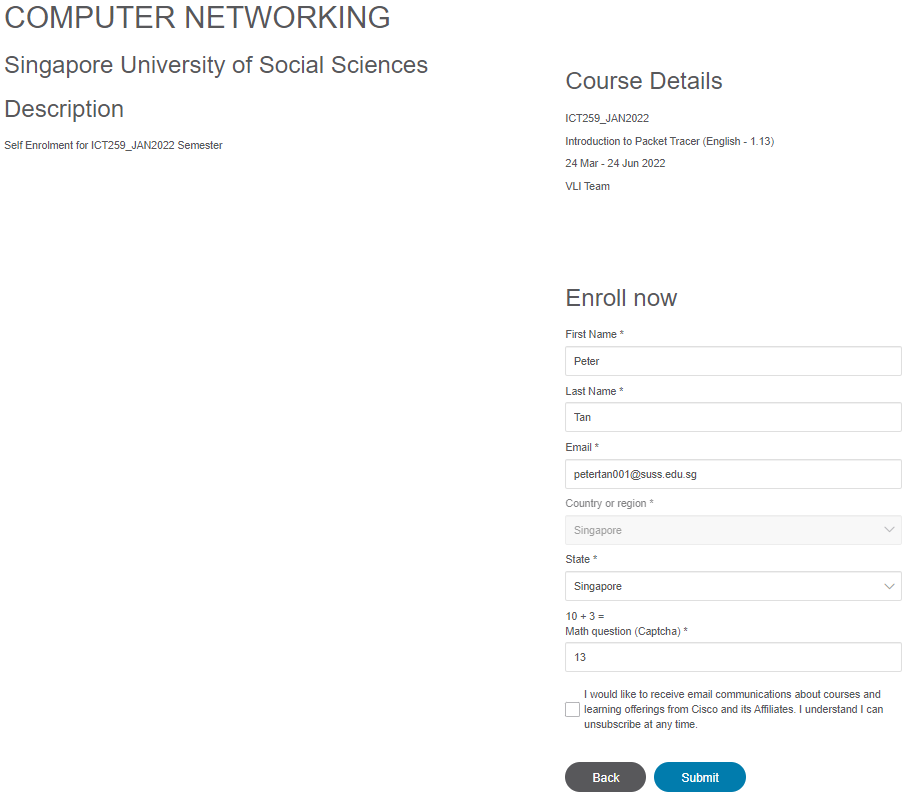 COMPUTER NETWORKING
Singapore University of Social Sciences
Description
Self Enrolment for ICT259_JAN2022 Semester
Course Details
ICT259_JAN2022
Introduction to Packet Tracer (English - 1.13)
24 Mar - 24 Jun 2022
VLI Team
Enroll now
First Name *
Peter
Last Name *
Tan
Email *
petertan001@suss.edu.sg
Country or region *
Singapore
State *
Singapore
10 + 3 =
Math question (Captcha) *
13
I would like to receive email communications about courses and
learning offerings from Cisco and its Affiliates. I understand I can
unsubscribe at any time.
Back
Submit